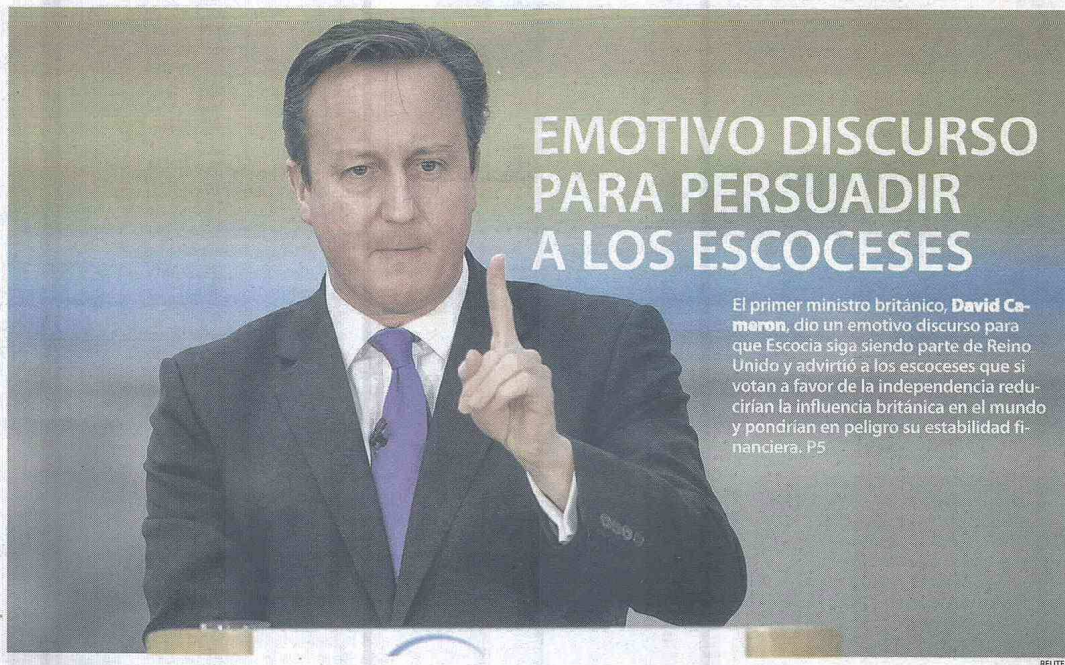 EMOTIVO DISCURSO
PARA PERSUADIR
A LOS ESCOCESES
El primer ministro británico, David Ca-
meron, dio un emotivo discurso para
que Escocia siga siendo parte de Reino
Unido y advirtió a los escoceses que si
votan a favor de la independencia redu-
cirían la influencia británica en el mundo
y pondrían en peligro su estabilidad fi-
nanciera. P5
REUTE